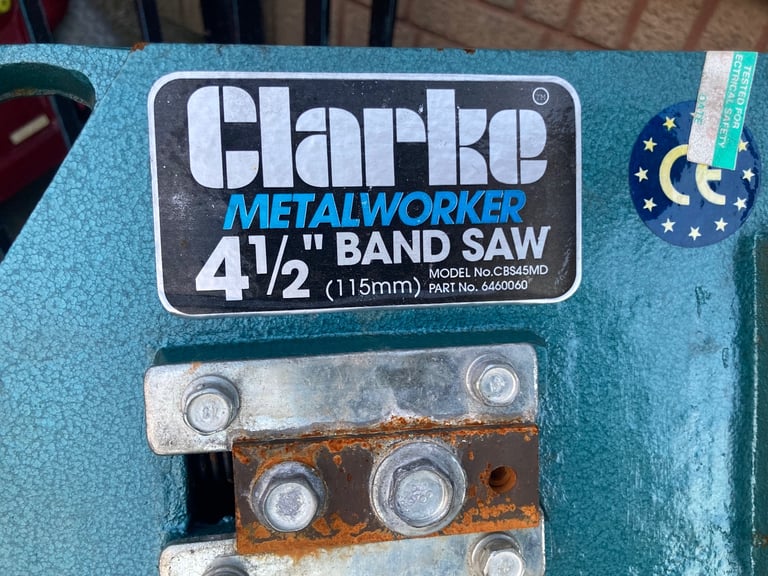 Clarke TM
METALWORKER
4½" BAND SAW
(115mm) MODEL No.CBS45MD
PART No. 6460060
TESTED FOR
ELECTRICAL SAFETY
CE